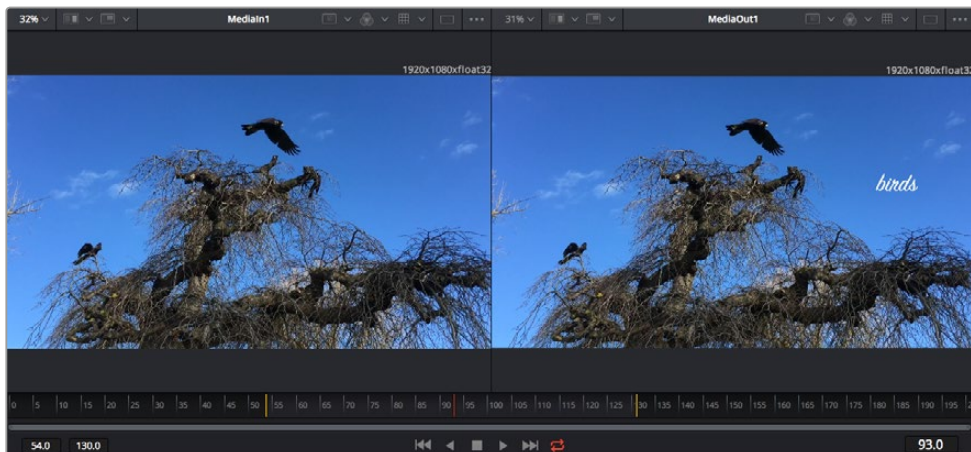 32% MediaIn1
31% MediaOut1
1920x1080xfloat32
1920x1080xfloat32
birds
0 5 10 15 20 25 30 35 40 45 50 55 60 65 70 75 80 85 90 95 100 105 110 115 120 125 30 135 140 145 150 155 160 165 170 175 180 185 190 195
54.0 130.0 93.0